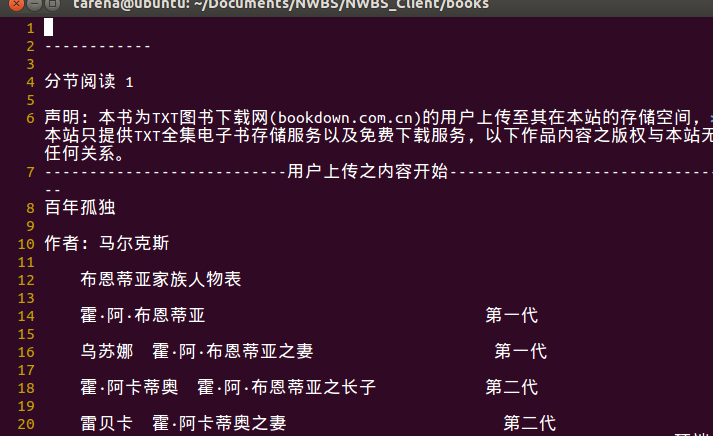 tarena@ubuntu: ~/Documents/NWBS/NWBS_Client/books
1
2 ------------
3
4 分节阅读 1
5
6 声明: 本书为TXT图书下载网(bookdown.com.cn)的用户上传至其在本站的存储空间,
本站只提供TXT全集电子书存储服务以及免费下载服务, 以下作品内容之版权与本站无
任何关系。
7 ---------------------------用户上传之内容开始-----------------------------
--
8 百年孤独
9
10 作者: 马尔克斯
11
12 布恩蒂亚家族人物表
13
14 霍·阿·布恩蒂亚 第一代
15
16 乌苏娜 霍·阿·布恩蒂亚之妻 第一代
17
18 霍·阿卡蒂奥 霍·阿·布恩蒂亚之长子 第二代
19
20 雷贝卡 霍·阿卡蒂奥之妻 第二代